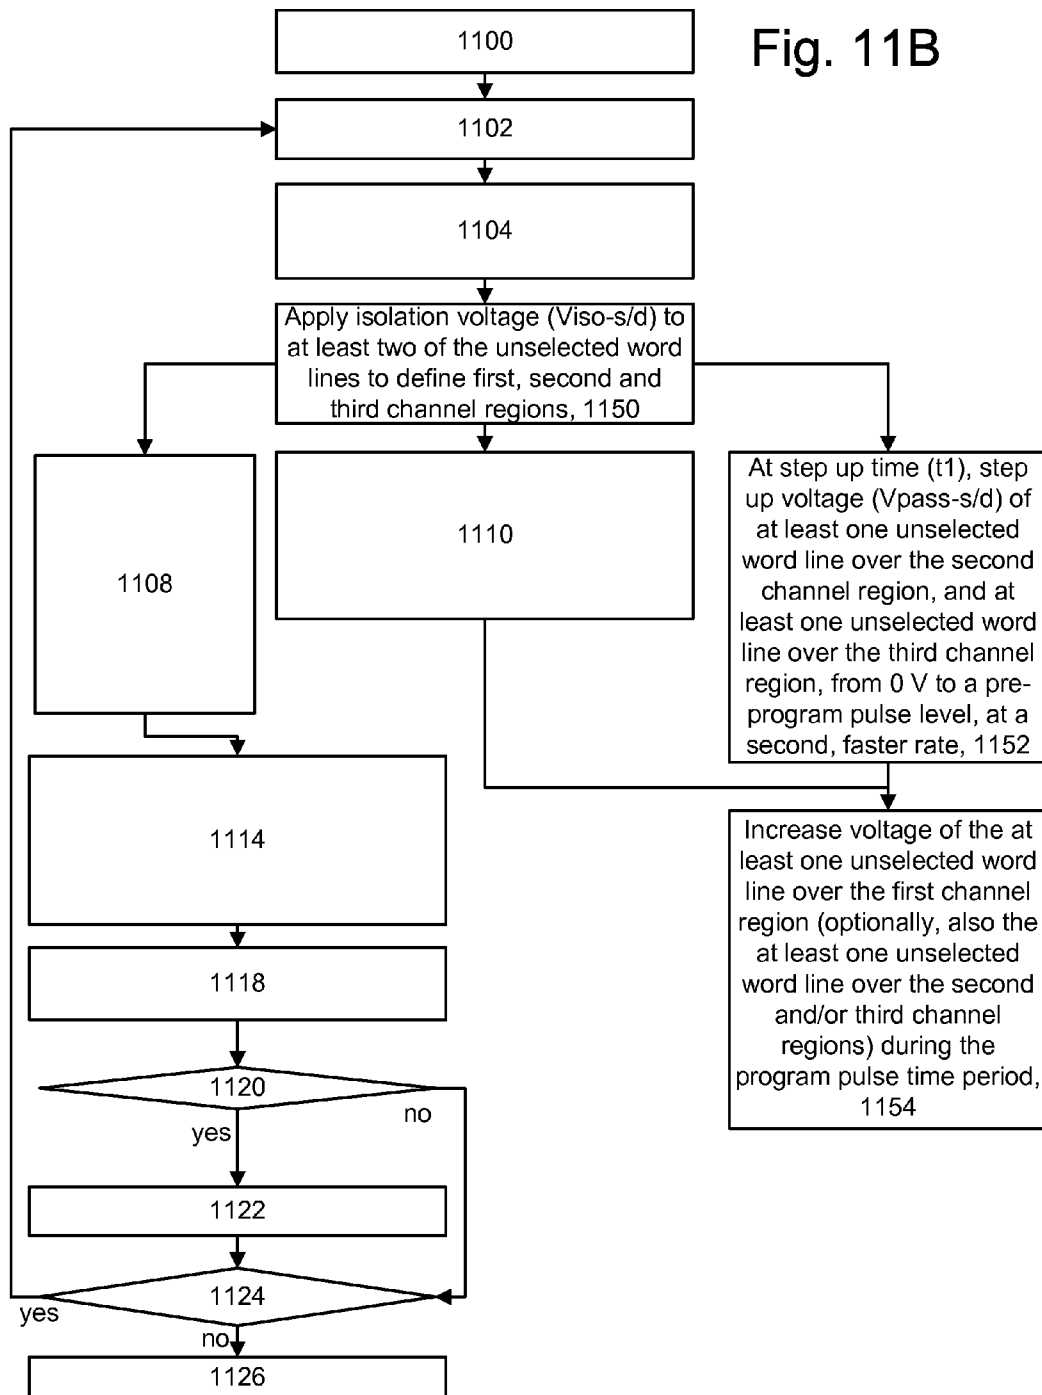 Fig. 11B
1100
1102
1104
Apply isolation voltage (Viso-s/d) to
at least two of the unselected word
lines to define first, second and
third channel regions, 1150
1108
1110
At step up time (t1), step
up voltage (Vpass-s/d) of
at least one unselected
word line over the second
channel region, and at
least one unselected word
line over the third channel
region, from 0 V to a pre-
program pulse level, at a
second, faster rate, 1152
1114
Increase voltage of the at
least one unselected word
line over the first channel
region (optionally, also the
at least one unselected
word line over the second
and/or third channel
regions) during the
program pulse time period,
1154
1118
1120
no
yes
1122
1124
yes
no
1126